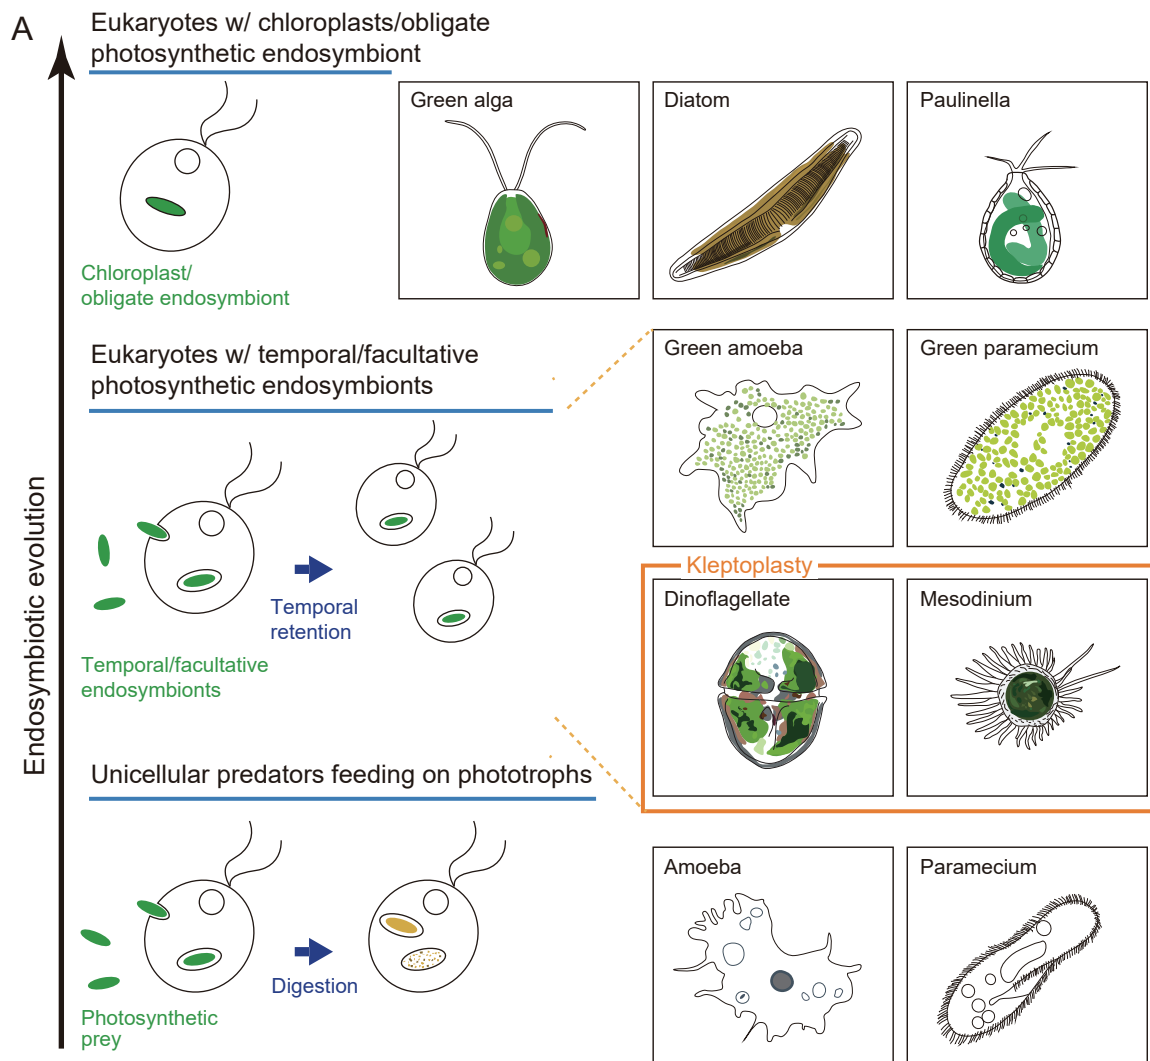 A
Eukaryotes w/ chloroplasts/obligate
photosynthetic endosymbiont
Green alga
Diatom
Paulinella
Chloroplast/
obligate endosymbiont
Eukaryotes w/ temporal/facultative
photosynthetic endosymbionts
Green amoeba
Green paramecium
Temporal
retention
Temporal/facultative
endosymbionts
Kleptoplasty
Dinoflagellate
Mesodinium
Endosymbiotic evolution
Unicellular predators feeding on phototrophs
Amoeba
Paramecium
Digestion
Photosynthetic
prey